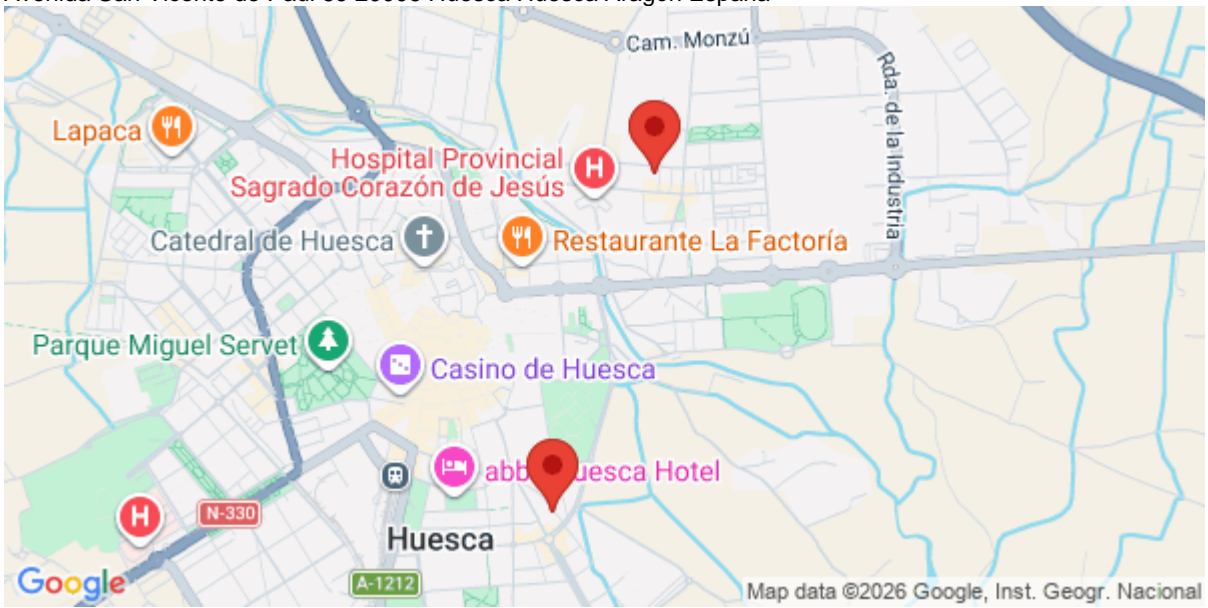 Cam. Monzú
Rda. de la Industria
Lapaca
Hospital Provincial
Sagrado Corazón de Jesús
H
Catedral de Huesca
Restaurante La Factoría
Parque Miguel Servet
Casino de Huesca
Huesca Hotel
H
N-330
Huesca
A-1212
Google
Map data ©2026 Google, Inst. Geogr. Nacional